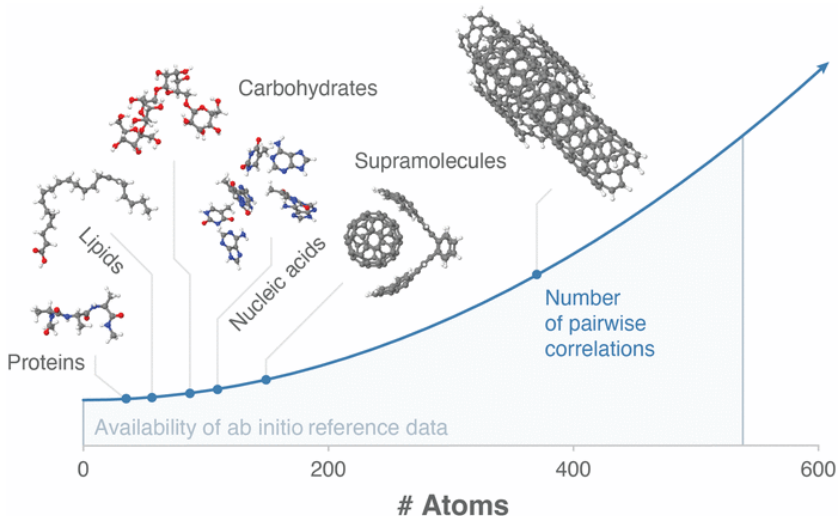 Carbohydrates
Supramolecules
Lipids
Nucleic acids
Proteins
Number
of pairwise
correlations
Availability of ab initio reference data
0
200
400
600
# Atoms